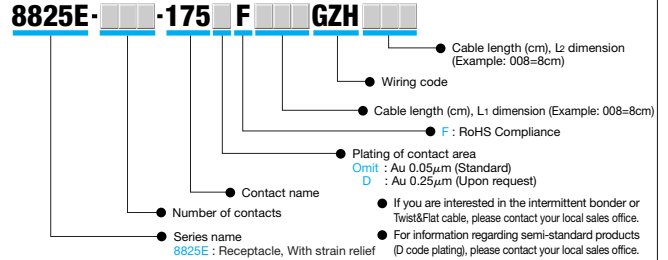 8825E- -175 F GZH
Cable length (cm), L2 dimension
(Example: 008=8cm)
Wiring code
Cable length (cm), L1 dimension (Example: 008=8cm)
F : RoHS Compliance
Plating of contact area
Omit : Au 0.05μm (Standard)
D : Au 0.25μm (Upon request)
Contact name
Number of contacts
Series name
8825E : Receptacle, With strain relief
If you are interested in the intermittent bonder or
Twist&Flat cable, please contact your local sales office.
For information regarding semi-standard products
(D code plating), please contact your local sales office.